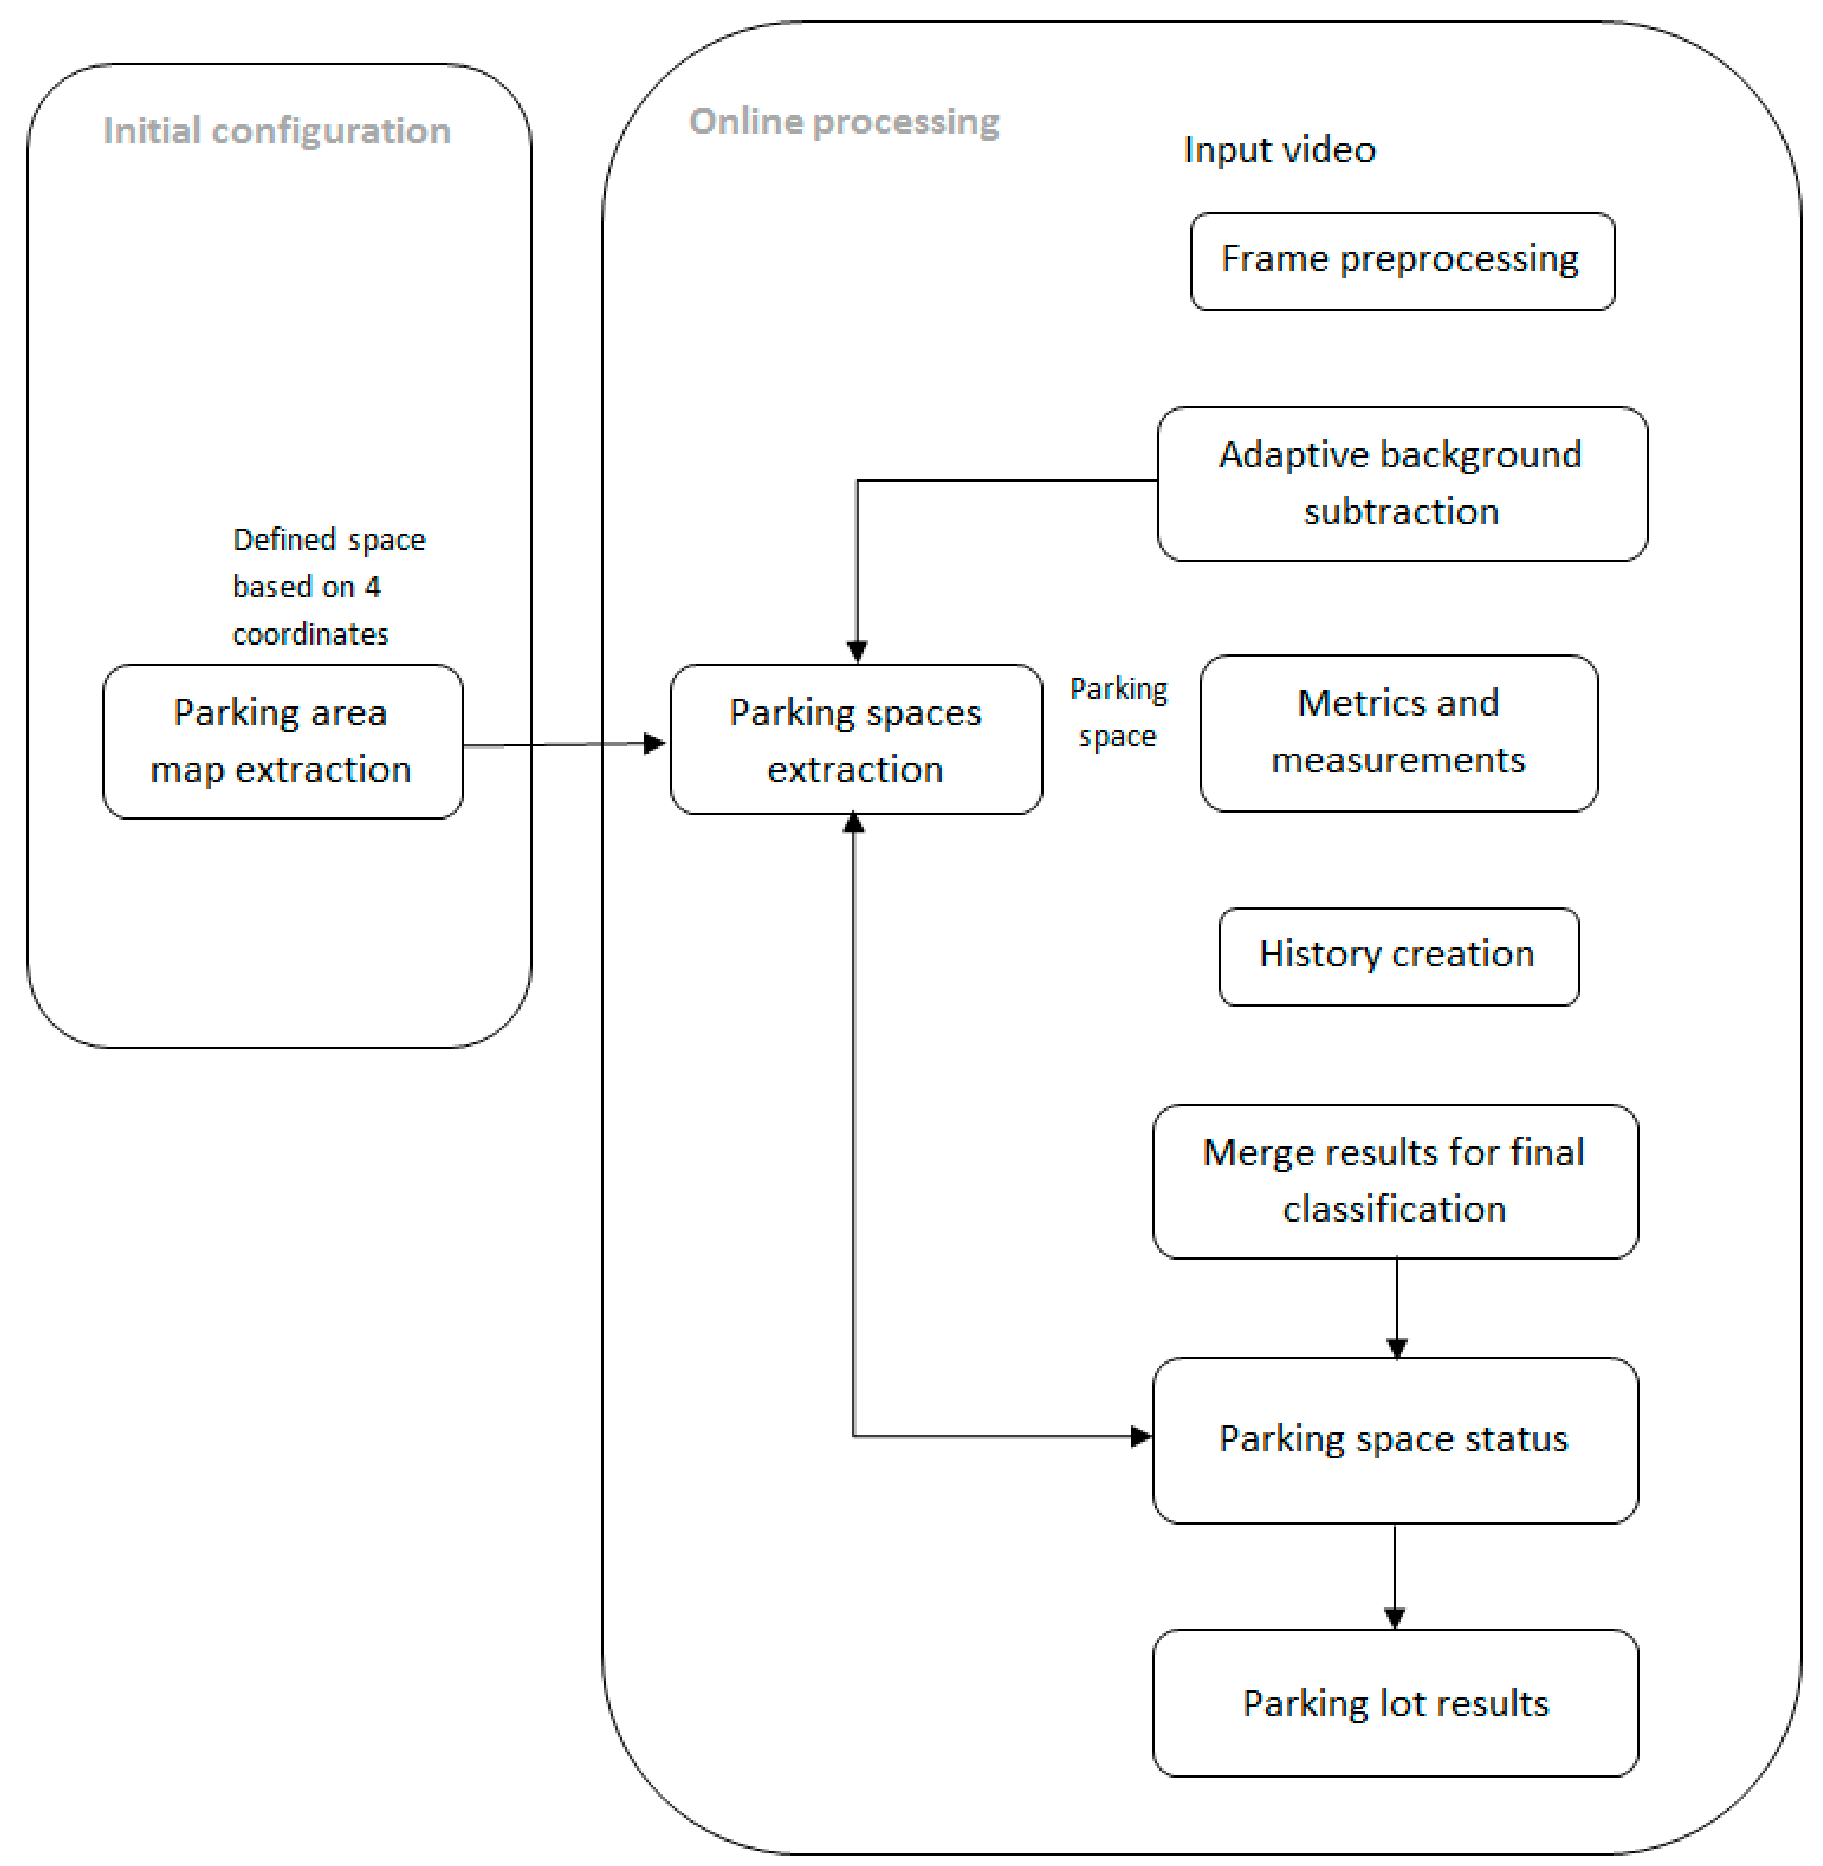 Initial configuration
Defined space
based on 4
coordinates
Parking area
map extraction
Online processing
Input video
Frame preprocessing
Adaptive background
subtraction
Parking spaces
extraction
Parking
space
Metrics and
measurements
History creation
Merge results for final
classification
Parking space status
Parking lot results